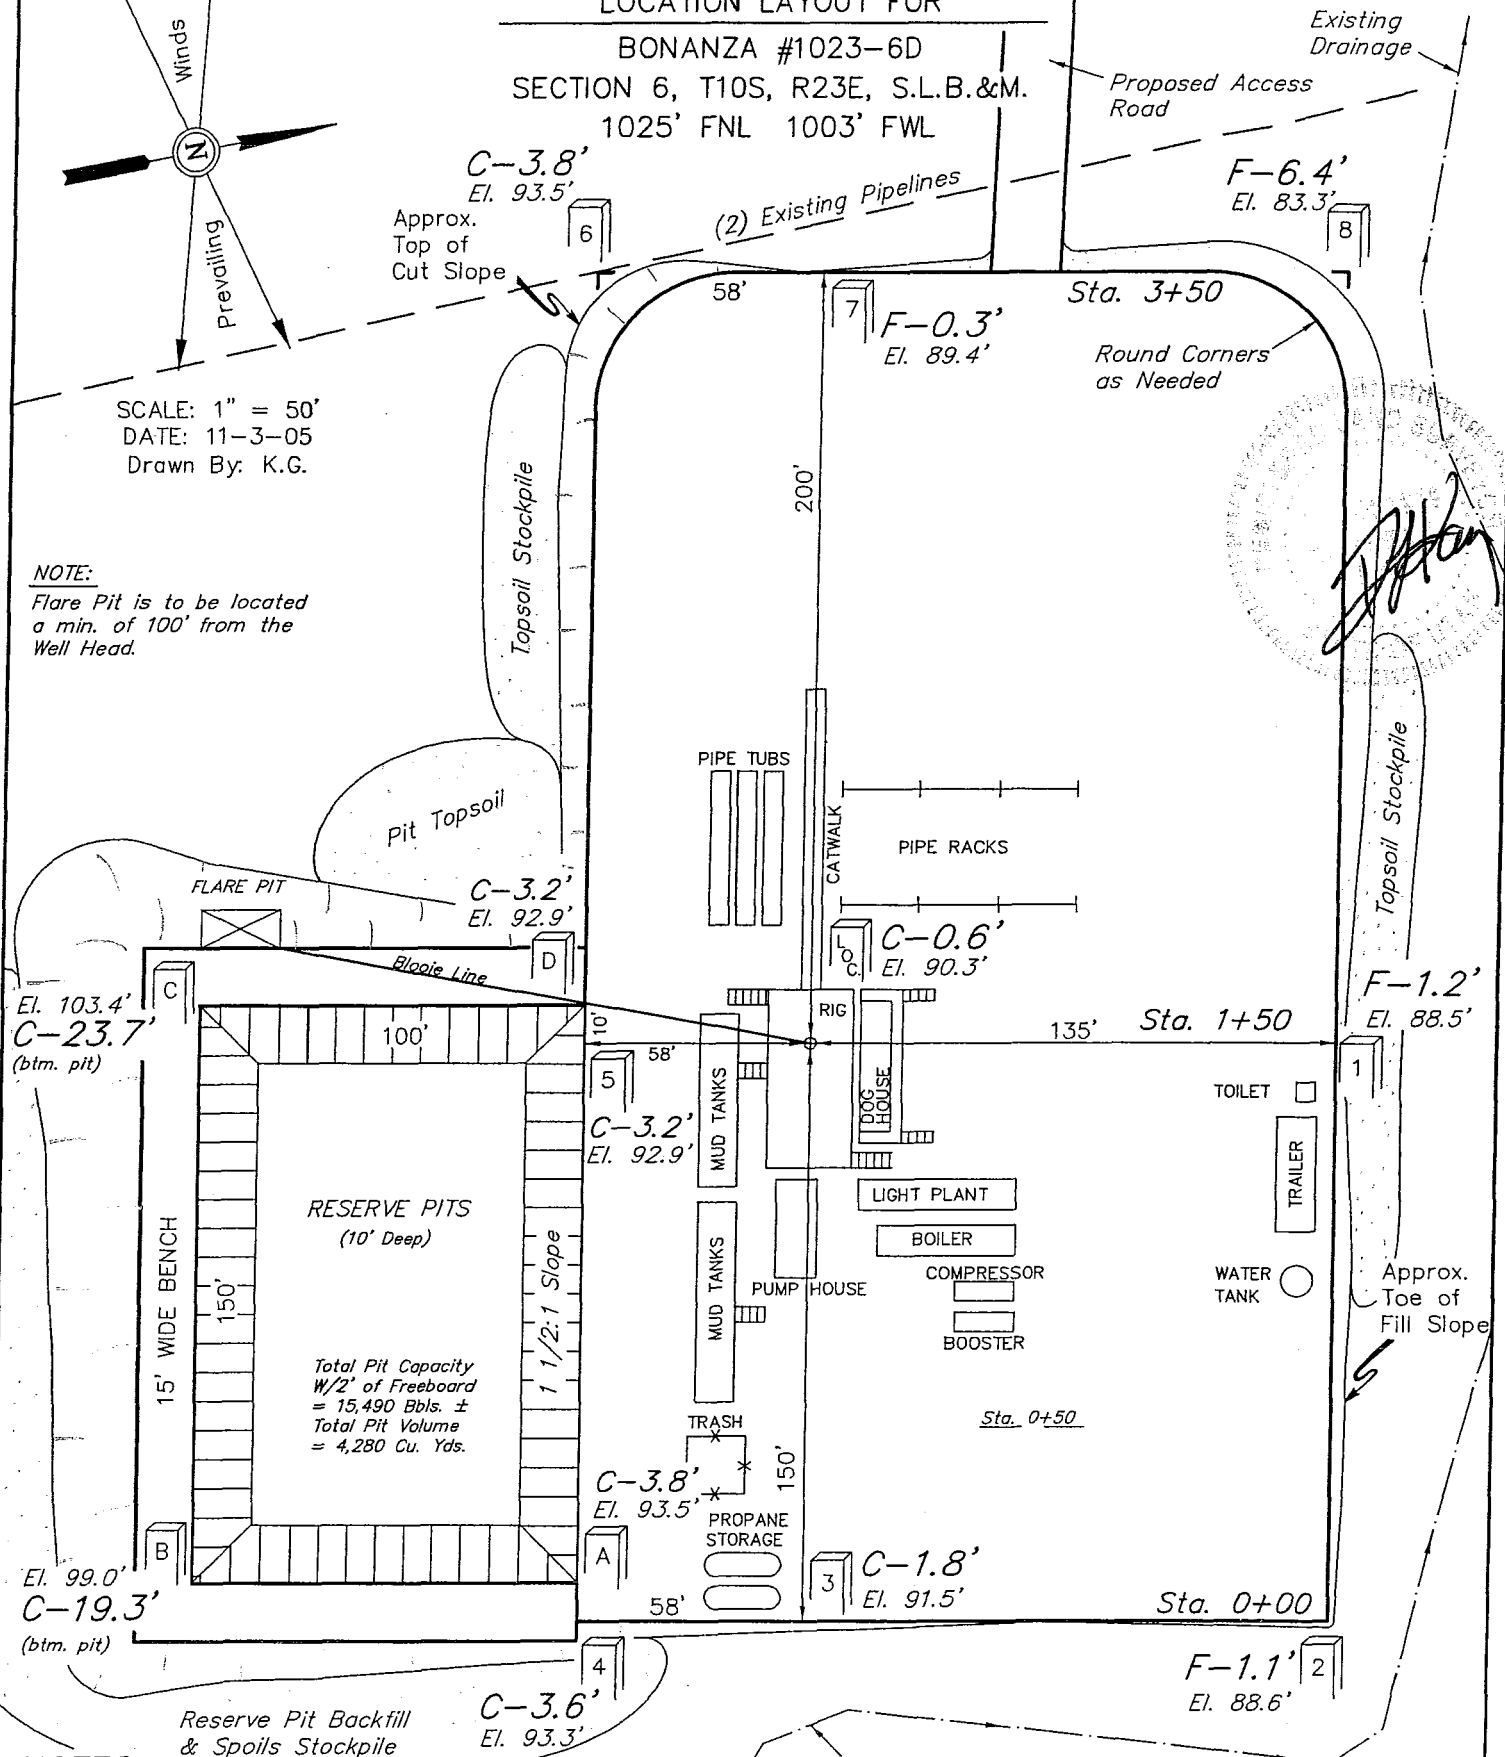 LOCATION LAYOUT FOR
BONANZA #1023-6D
SECTION 6, T10S, R23E, S.L.B.&M.
1025' FNL 1003' FWL
Winds
N
Prevailing
Existing
Drainage
Proposed Access
Road
C-3.8'
El. 93.5'
6
Approx.
Top of
Cut Slope
(2) Existing Pipelines
F-6.4'
El. 83.3'
8
58'
7
F-0.3'
El. 89.4'
Sta. 3+50
Round Corners
as Needed
SCALE: 1" = 50'
DATE: 11-3-05
Drawn By: K.G.
NOTE:
Flare Pit is to be located
a min. of 100' from the
Well Head.
Topsoil Stockpile
200'
Pit Topsoil
PIPE TUBS
CATWALK
PIPE RACKS
Topsoil Stockpile
FLARE PIT
C-3.2'
El. 92.9'
D
Blooie Line
LOC.
C-0.6'
El. 90.3'
C
El. 103.4'
C-23.7'
(btm. pit)
F-1.2'
El. 88.5'
1
100'
10'
58'
RIG
135'
Sta. 1+50
5
C-3.2'
El. 92.9'
MUD TANKS
DOG
HOUSE
TOILET
TRAILER
LIGHT PLANT
BOILER
COMPRESSOR
BOOSTER
PUMP HOUSE
MUD TANKS
WATER
TANK
Approx.
Toe of
Fill Slope
RESERVE PITS
(10' Deep)
15' WIDE BENCH
150'
1 1/2:1 Slope
Total Pit Capacity
W/2' of Freeboard
= 15,490 Bbls. ±
Total Pit Volume
= 4,280 Cu. Yds.
TRASH
Sta. 0+50
150'
C-3.8'
El. 93.5'
A
PROPANE
STORAGE
B
El. 99.0'
C-19.3'
(btm. pit)
58'
3
C-1.8'
El. 91.5'
Sta. 0+00
4
C-3.6'
El. 93.3'
F-1.1'
El. 88.6'
2
Reserve Pit Backfill
& Spoils Stockpile